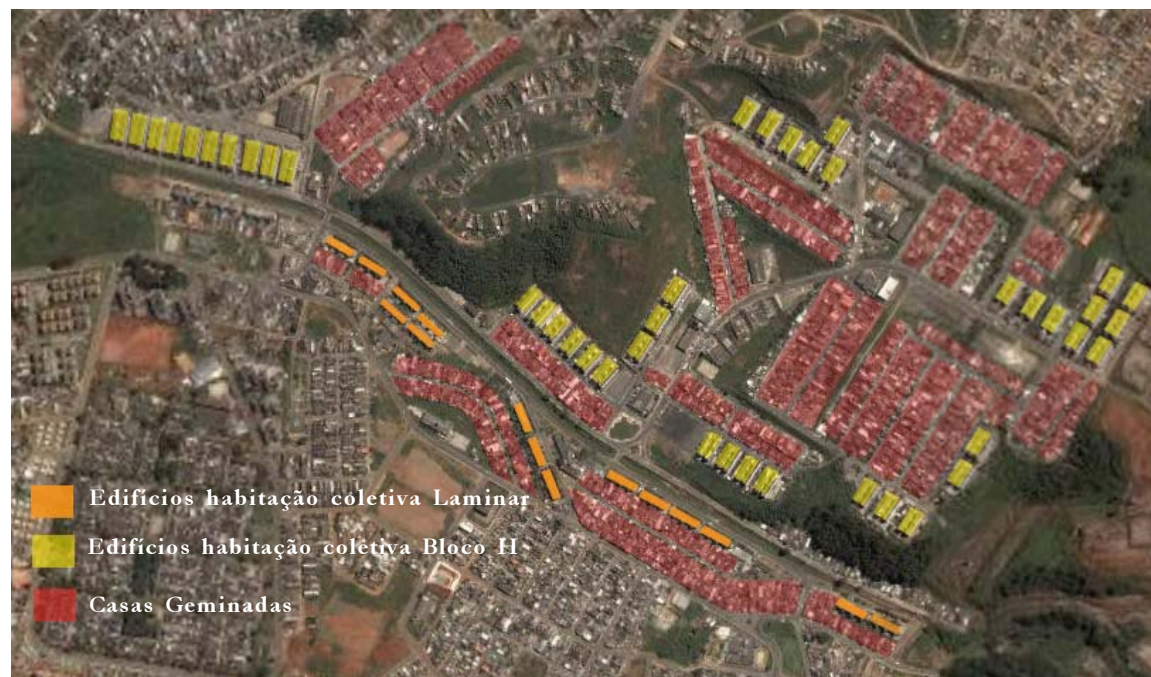 Edifícios habitação coletiva Laminar
Edifícios habitação coletiva Bloco H
Casas Geminadas